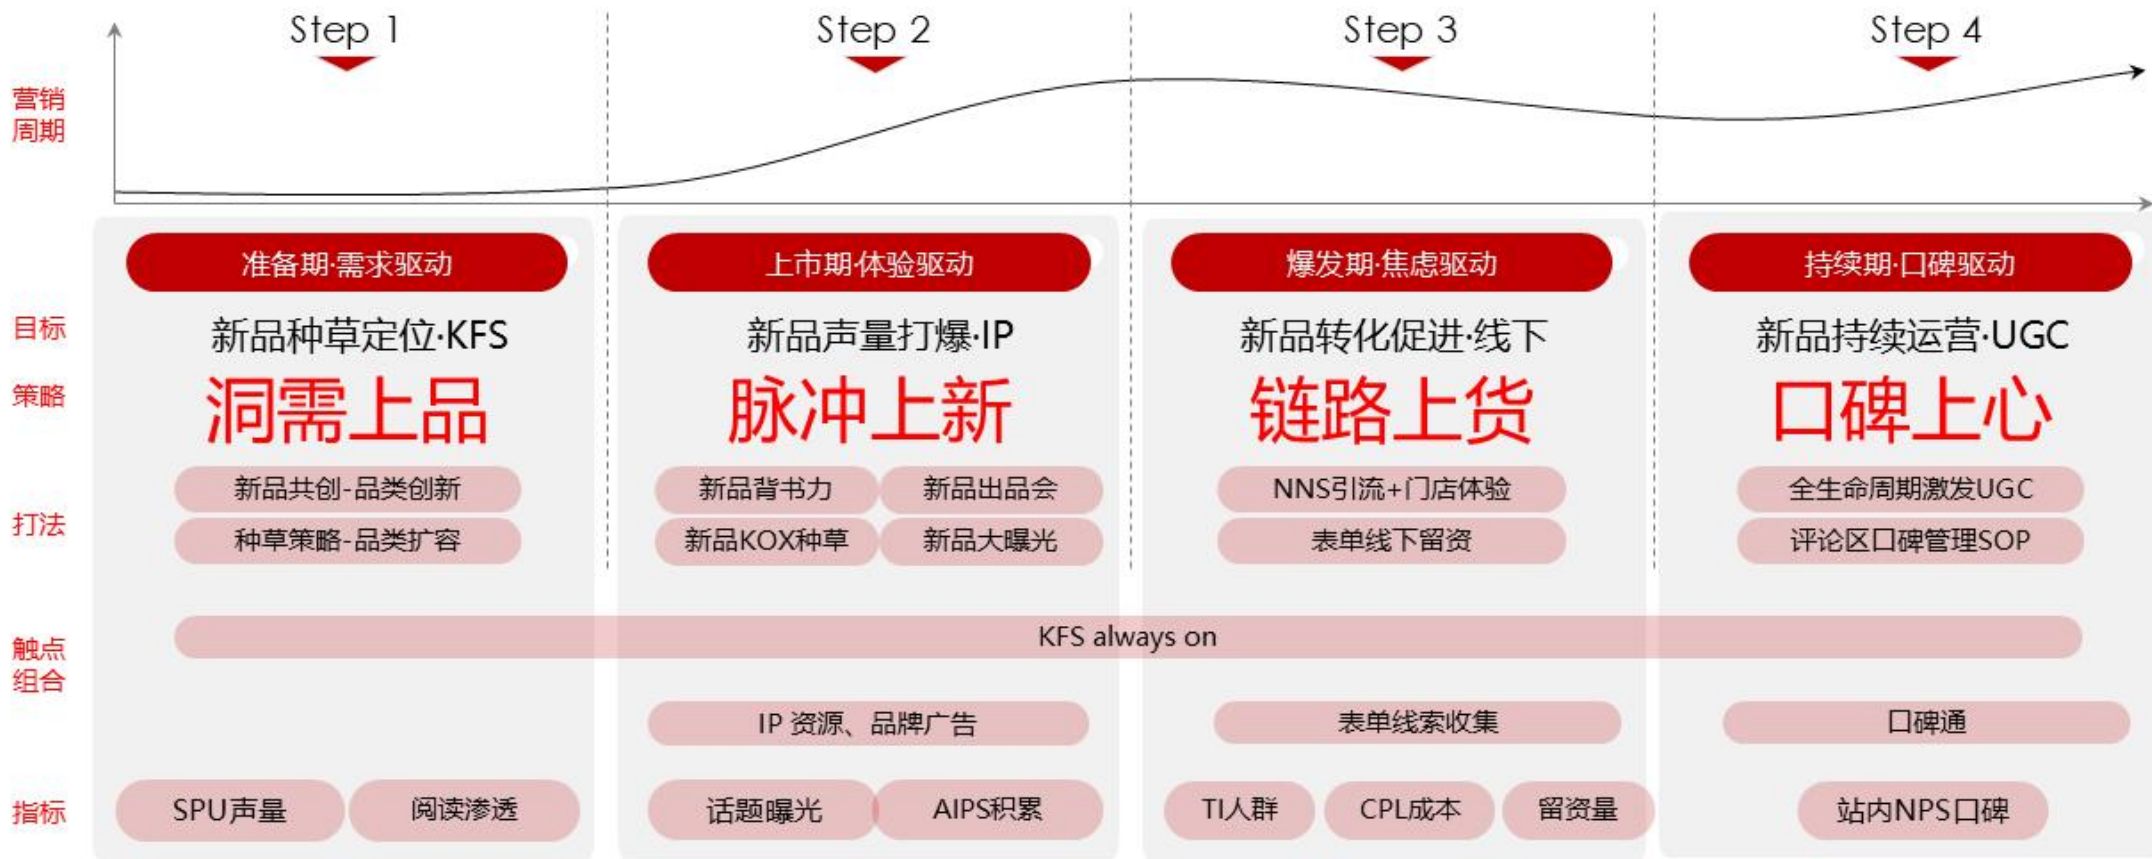 Step 1
Step 2
Step 3
Step 4
营销
周期
准备期·需求驱动
上市期·体验驱动
爆发期·焦虑驱动
持续期·口碑驱动
目标
新品种草定位·KFS
新品声量打爆·IP
新品转化促进·线下
新品持续运营·UGC
策略
洞需上品
脉冲上新
链路上货
口碑上心
打法
新品共创-品类创新
新品背书力
新品出品会
NNS引流+门店体验
全生命周期激发UGC
种草策略-品类扩容
新品KOX种草
新品大曝光
表单线下留资
评论区口碑管理SOP
触点
组合
KFS always on
IP 资源、品牌广告
表单线索收集
口碑通
指标
SPU声量
阅读渗透
话题曝光
AIPS积累
TI人群
CPL成本
留资量
站内NPS口碑